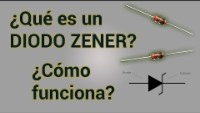 ¿Qué es un
DIODO ZENER?
¿Cómo
funciona?